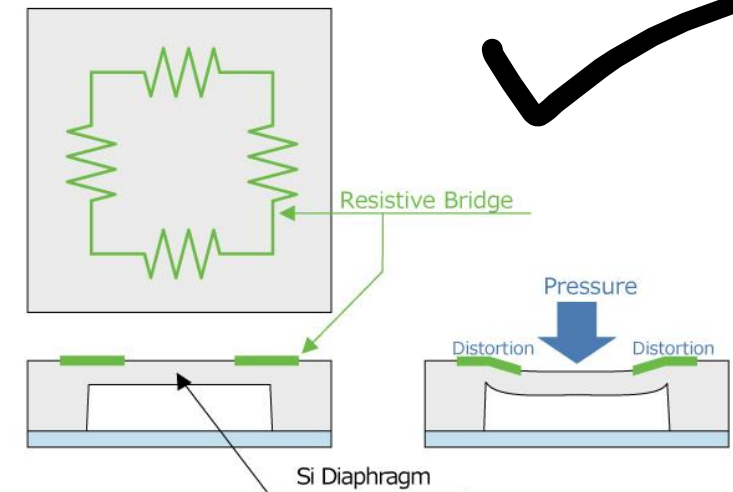 Resistive Bridge
Pressure
Distortion
Distortion
Si Diaphragm